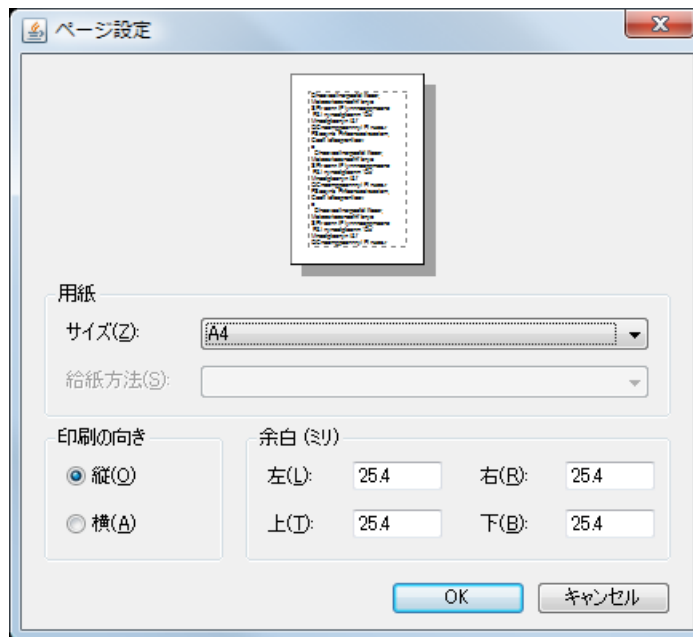 ページ設定
用紙
サイズ(Z):
A4
給紙方法(S):
印刷の向き
縦(O)
横(A)
余白 (ミリ)
左(L): 25.4 右(R): 25.4
上(T): 25.4 下(B): 25.4
OK キャンセル